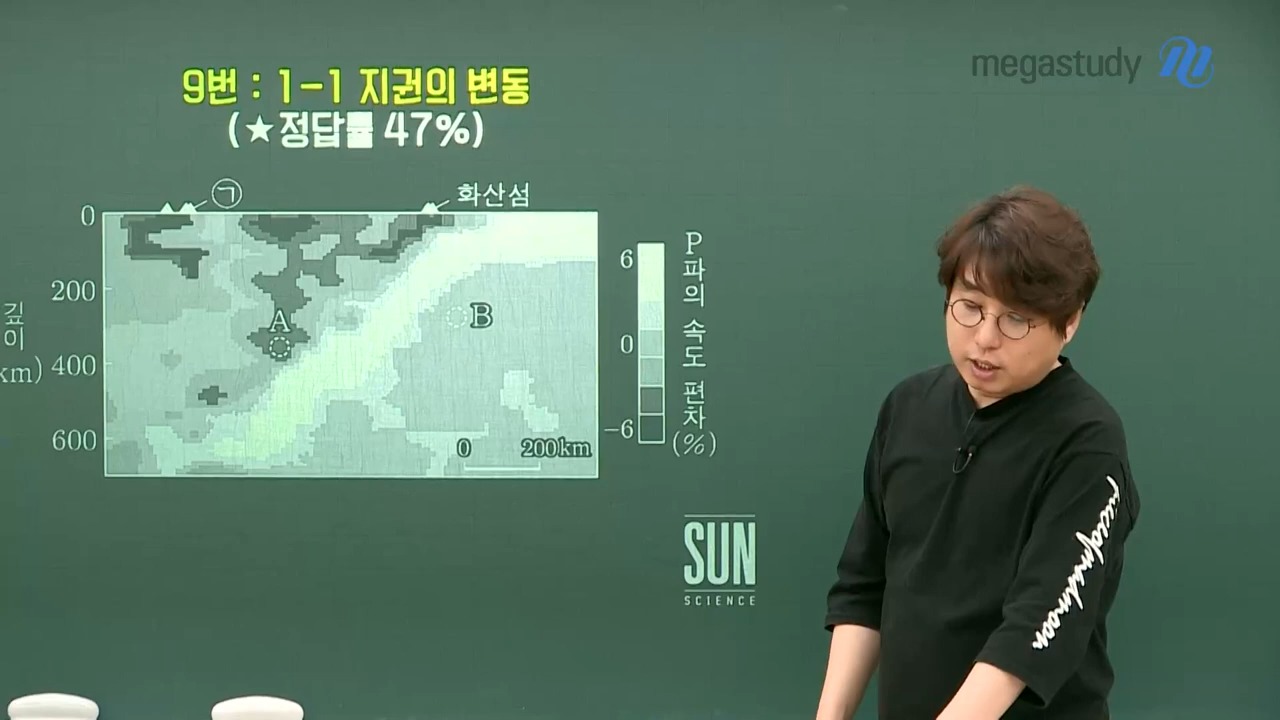 megastudy
9번 : 1-1 지권의 변동
(★정답률 47%)
㉠
화산섬
0
200
400
600
깊이
km)
A
B
0 200km
6
0
-6
P파의 속도 편차
(%)
SUN
SCIENCE